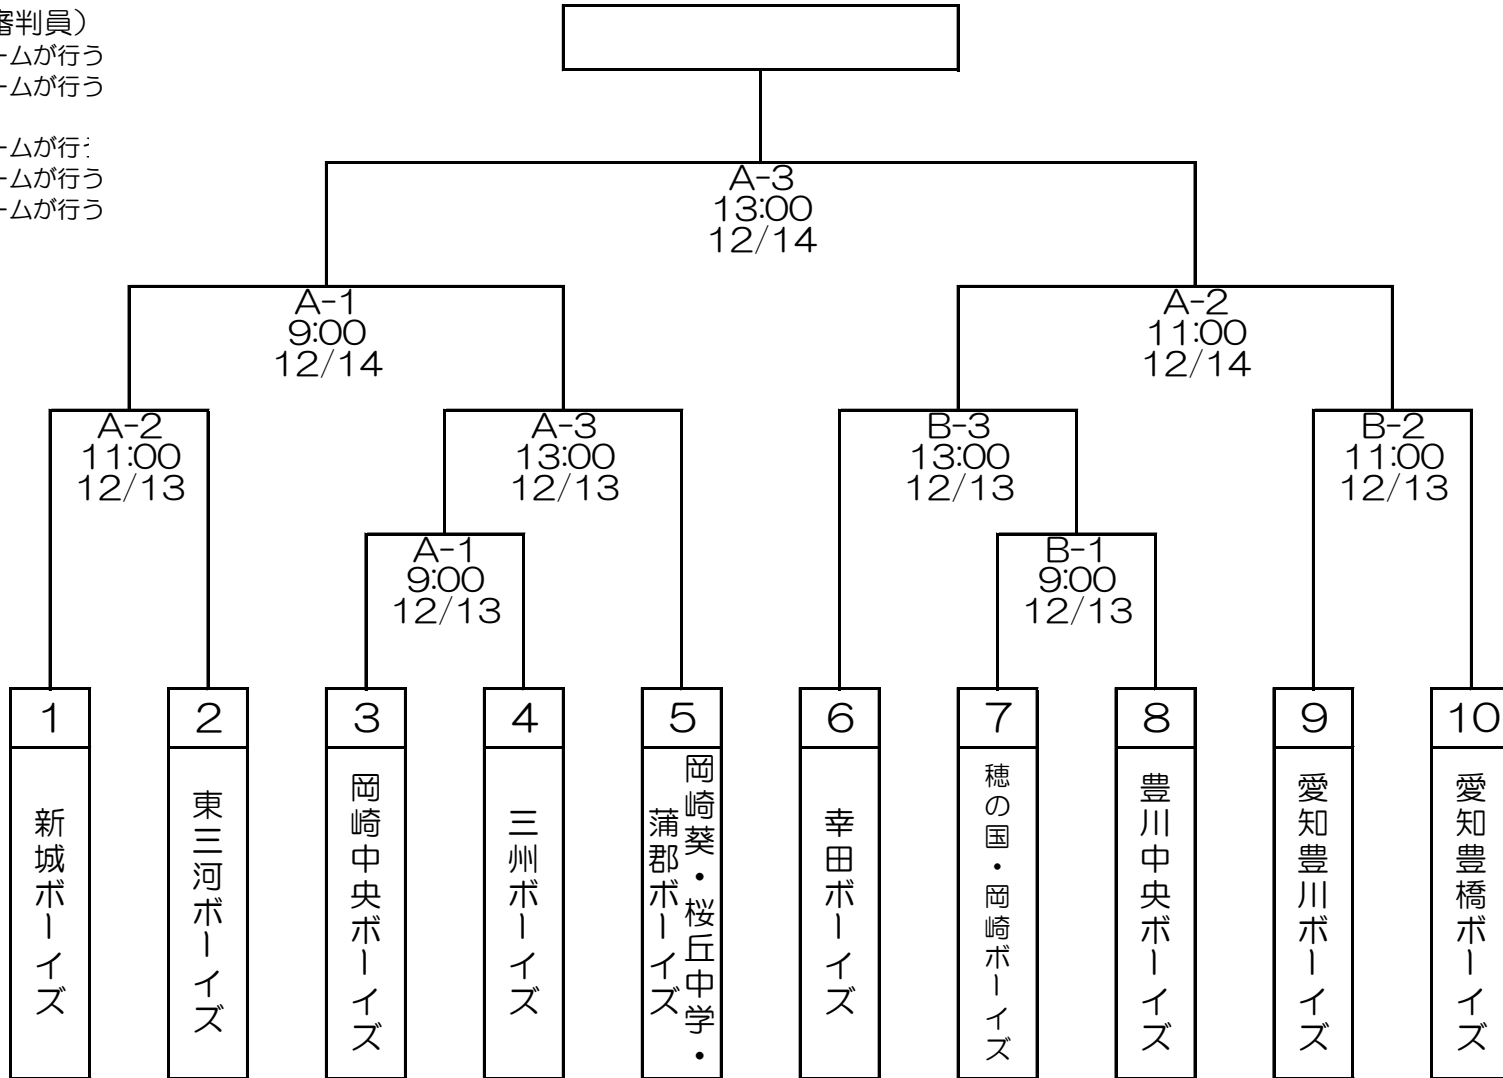 審判員）
ームが行う
ームが行う
ームが行
ームが行う
ームが行う
A-3
13:00
12/14
A-1
9:00
12/14
A-2
11:00
12/14
A-2
11:00
12/13
A-3
13:00
12/13
B-3
13:00
12/13
B-2
11:00
12/13
A-1
9:00
12/13
B-1
9:00
12/13
1
2
3
4
5
6
7
8
9
10
新城ボーイズ
東三河ボーイズ
岡崎中央ボーイズ
三州ボーイズ
岡崎葵・桜丘中学・
蒲郡ボーイズ
幸田ボーイズ
穂の国・岡崎ボーイズ
豊川中央ボーイズ
愛知豊川ボーイズ
愛知豊橋ボーイズ